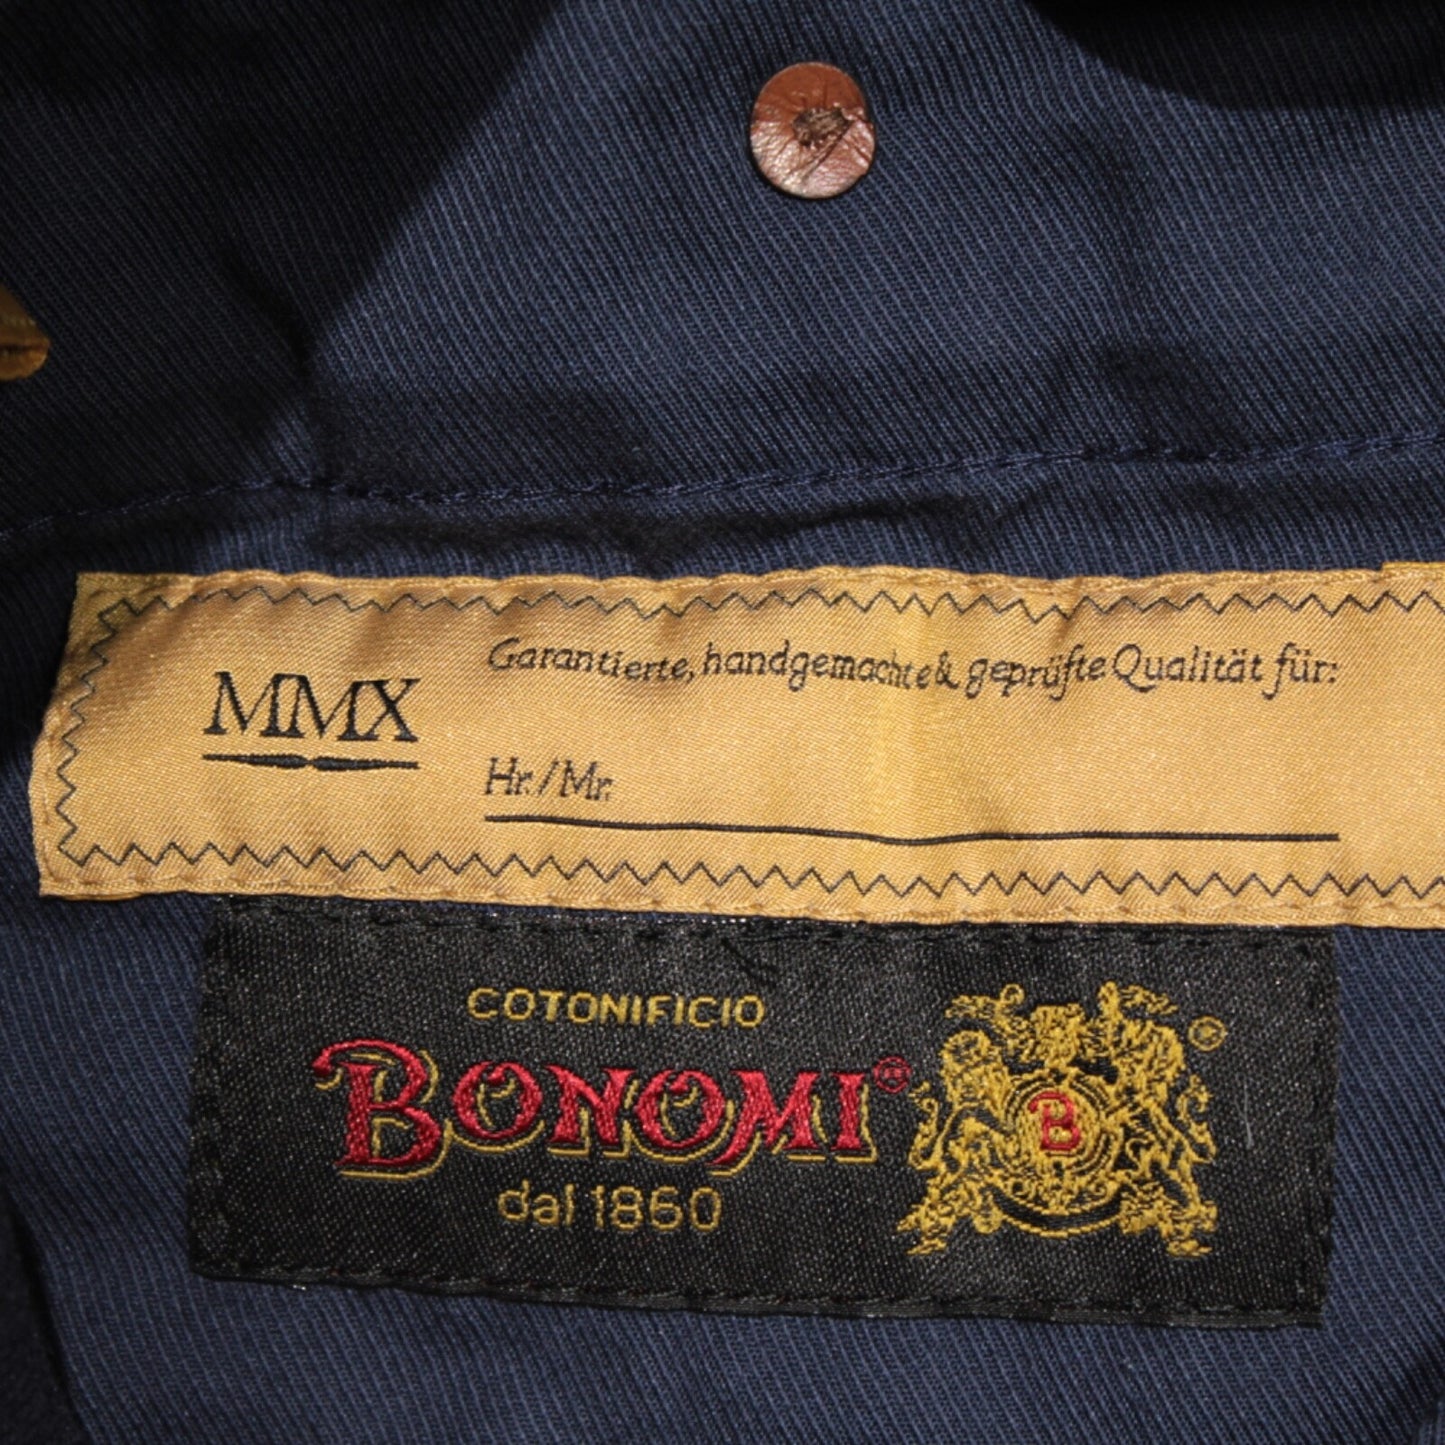 MMX
Garantierte, handgemachte & geprüfte Qualität für:
Hr./Mr.
COTONIFICIO
BONOMI®
dal 1860
B
®